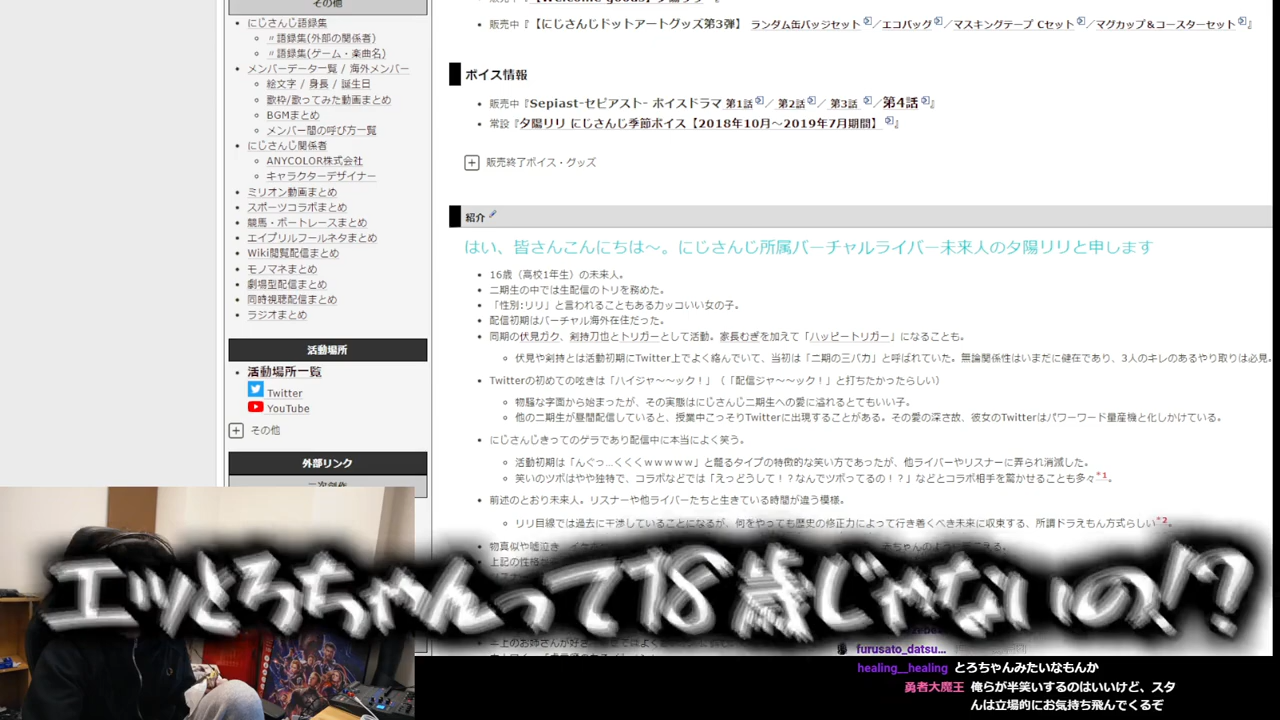 その他
にじさんじ語録集
〃語録集(外部の関係者)
〃語録集(ゲーム・楽曲名)
メンバーデータ一覧 / 海外メンバー
絵文字 / 身長 / 誕生日
歌枠/歌ってみた動画まとめ
BGMまとめ
メンバー間の呼び方一覧
にじさんじ関係者
ANYCOLOR株式会社
キャラクターデザイナー
ミリオン動画まとめ
スポーツコラボまとめ
競馬・ボートレースまとめ
エイプリルフールネタまとめ
Wiki閲覧配信まとめ
モノマネまとめ
劇場型配信まとめ
同時視聴配信まとめ
ラジオまとめ
活動場所
活動場所一覧
Twitter
YouTube
その他
外部リンク
販売中『【にじさんじドットアートグッズ第3弾】 ランダム缶バッジセット／エコバッグ／マスキングテープ Cセット／マグカップ＆コースターセット』
ボイス情報
販売中『Sepiast-セピアスト- ボイスドラマ 第1話／ 第2話／ 第3話 ／第4話』
常設『夕陽リリ にじさんじ季節ボイス【2018年10月～2019年7月期間】』
販売終了ボイス・グッズ
紹介
はい、皆さんこんにちは～。にじさんじ所属バーチャルライバー未来人の夕陽リリと申します
16歳（高校1年生）の未来人。
二期生の中では生配信のトリを務めた。
「性別:リリ」と言われることもあるカッコいい女の子。
配信初期はバーチャル海外在住だった。
同期の伏見ガク、剣持刀也とトリガーとして活動。家長むぎを加えて「ハッピートリガー」になることも。
伏見や剣持とは活動初期にTwitter上でよく絡んでいて、当初は「二期の三バカ」と呼ばれていた。無論関係性はいまだに健在であり、3人のキレのあるやり取りは必見。
Twitterの初めての呟きは「ハイジャ～～ック！」（「配信ジャ～～ック！」と打ちたかったらしい）
物騒な字面から始まったが、その実態はにじさんじ二期生への愛に溢れるとてもいい子。
他の二期生が昼間配信していると、授業中こっそりTwitterに出現することがある。その愛の深さ故、彼女のTwitterはパワーワード量産機と化しかけている。
にじさんじきってのゲラであり配信中に本当によく笑う。
活動初期は「んぐっ…くくくｗｗｗｗｗ」と籠るタイプの特徴的な笑い方であったが、他ライバーやリスナーに弄られ消滅した。
笑いのツボはやや独特で、コラボなどでは「えっどうして！？なんでツボってるの！？」などとコラボ相手を驚かせることも多々*1。
前述のとおり未来人。リスナーや他ライバーたちと生きている時間が違う模様。
リリ目線では過去に干渉していることになるが、何をやっても歴史の修正力によって行き着くべき未来に収束する、所謂ドラえもん方式らしい*2。
エッとろちゃんって18歳じゃないの!?
furusato_datsu...
healing__healing とろちゃんみたいなもんか
勇者大魔王 俺らが半笑いするのはいいけど、スタ
んは立場的にお気持ち飛んでくるぞ